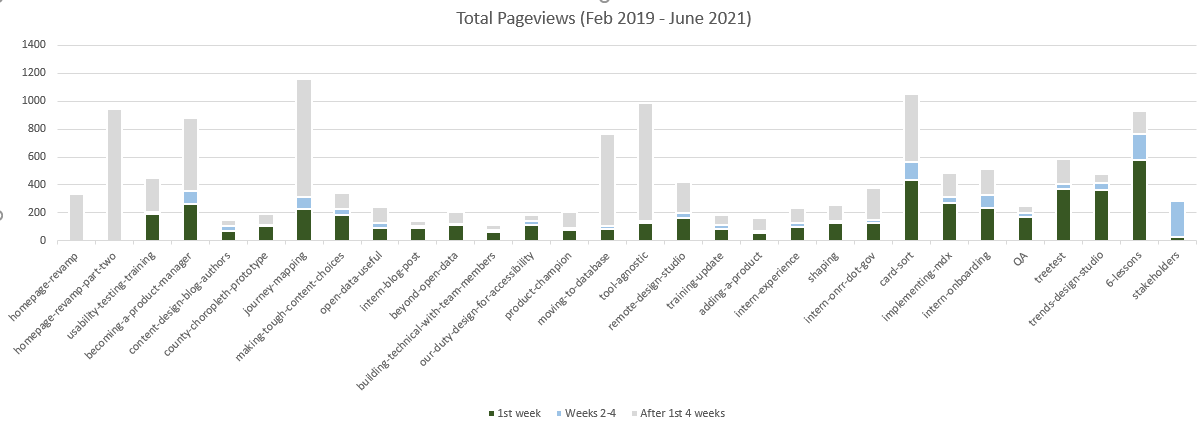 Total Pageviews (Feb 2019 - June 2021)
1400
1200
1000
800
600
400
200
0
homepage-revamp
homepage-revamp-part-two
usability-testing-training
becoming-a-product-manager
content-design-blog-authors
county-choropleth-prototype
journey-mapping
making-tough-content-choices
open-data-useful
intern-blog-post
beyond-open-data
building-technical-with-team-members
our-duty-design-for-accessibility
product-champion
moving-to-database
tool-agnostic
remote-design-studio
training-update
adding-a-product
intern-experience
shaping
intern-onrr-dot-gov
card-sort
implementing-mdx
intern-onboarding
QA
treetest
trends-design-studio
6-lessons
stakeholders
1st week Weeks 2-4 After 1st 4 weeks